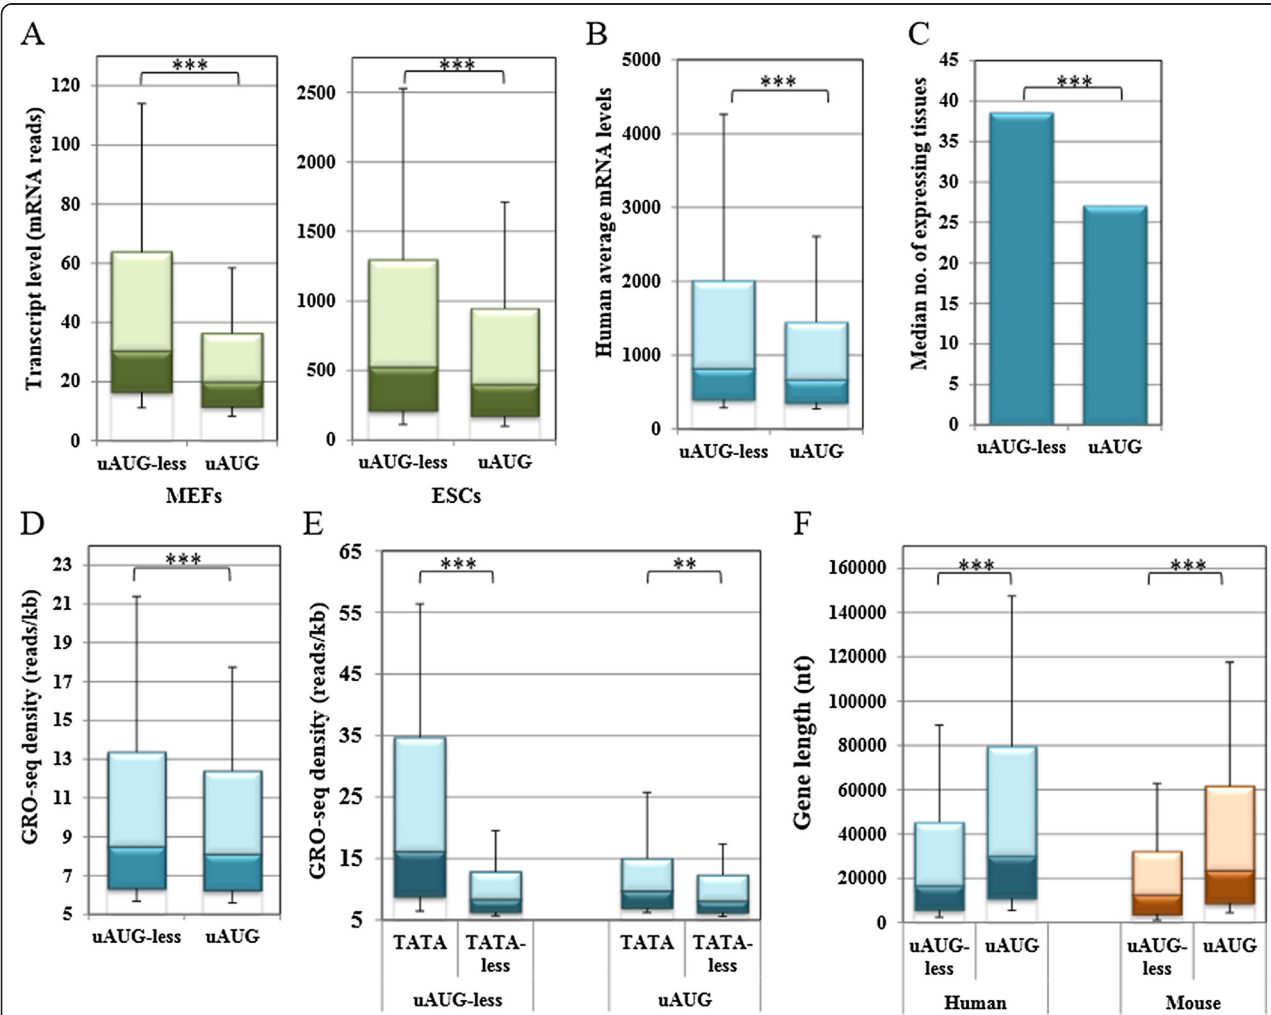 A
Transcript level (mRNA reads)
120
100
80
60
40
20
0
***
uAUG-less uAUG
MEFs
2500
2000
1500
1000
500
0
***
uAUG-less uAUG
ESCs
B
Human average mRNA levels
5000
4000
3000
2000
1000
0
***
uAUG-less uAUG
C
Median no. of expressing tissues
45
40
35
30
25
20
15
10
5
0
***
uAUG-less uAUG
D
GRO-seq density (reads/kb)
23
21
19
17
15
13
11
9
7
5
***
uAUG-less uAUG
E
GRO-seq density (reads/kb)
65
55
45
35
25
15
5
***
**
TATA TATA-less TATA TATA-less
uAUG-less uAUG
F
Gene length (nt)
160000
140000
120000
100000
80000
60000
40000
20000
0
***
***
uAUG-less uAUG uAUG-less uAUG
Human Mouse